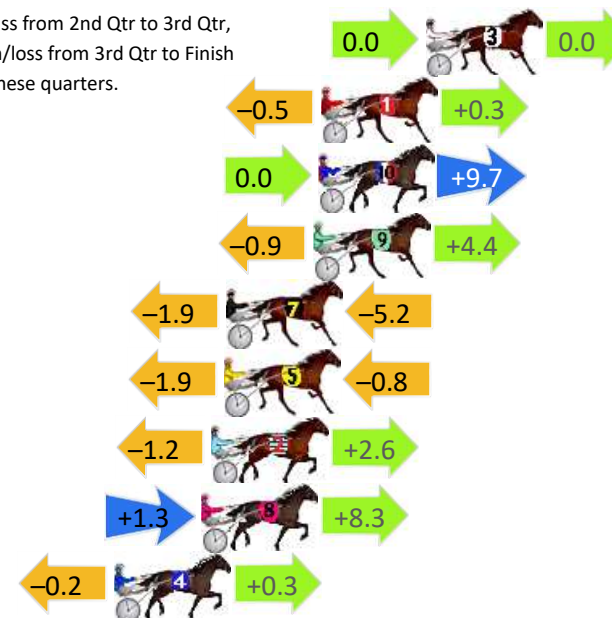 ss from 2nd Qtr to 3rd Qtr,
n/loss from 3rd Qtr to Finish
hese quarters.
0.0 3 0.0
–0.5 1 +0.3
0.0 10 +9.7
–0.9 9 +4.4
–1.9 7 –5.2
–1.9 5 –0.8
–1.2 2 +2.6
+1.3 8 +8.3
–0.2 4 +0.3